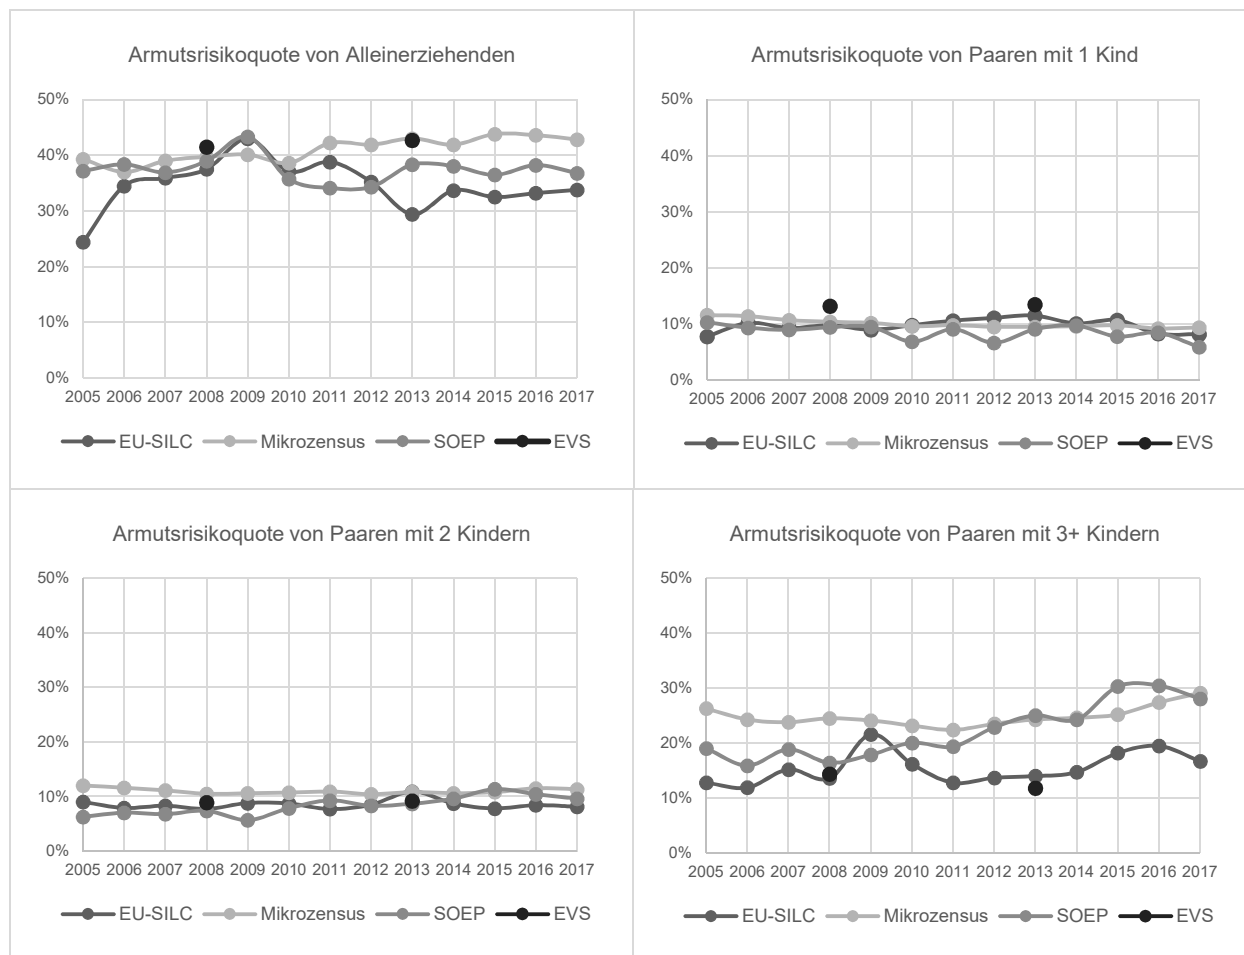 Armutsrisikoquote von Alleinerziehenden
50%
40%
30%
20%
10%
0%
2005 2006 2007 2008 2009 2010 2011 2012 2013 2014 2015 2016 2017
EU-SILC Mikrozensus SOEP EVS
Armutsrisikoquote von Paaren mit 1 Kind
50%
40%
30%
20%
10%
0%
2005 2006 2007 2008 2009 2010 2011 2012 2013 2014 2015 2016 2017
EU-SILC Mikrozensus SOEP EVS
Armutsrisikoquote von Paaren mit 2 Kindern
50%
40%
30%
20%
10%
0%
2005 2006 2007 2008 2009 2010 2011 2012 2013 2014 2015 2016 2017
EU-SILC Mikrozensus SOEP EVS
Armutsrisikoquote von Paaren mit 3+ Kindern
50%
40%
30%
20%
10%
0%
2005 2006 2007 2008 2009 2010 2011 2012 2013 2014 2015 2016 2017
EU-SILC Mikrozensus SOEP EVS